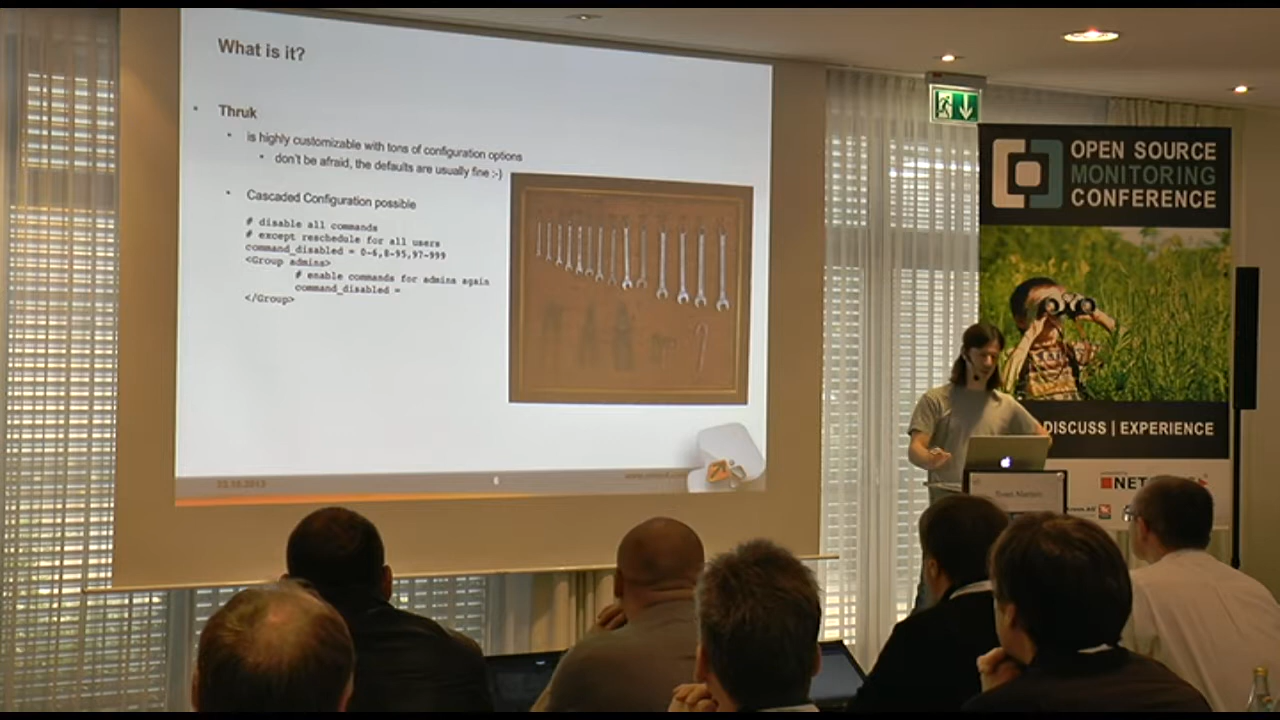 What is it?
• Thruk
• is highly customizable with tons of configuration options
• don't be afraid, the defaults are usually fine :-)
• Cascaded Configuration possible
# disable all commands
# except reschedule for all users
command_disabled = 0-6,8-95,97-999
<Group admins>
# enable commands for admins again
command_disabled =
</Group>
8
OPEN SOURCE
MONITORING
CONFERENCE
DISCUSS | EXPERIENCE